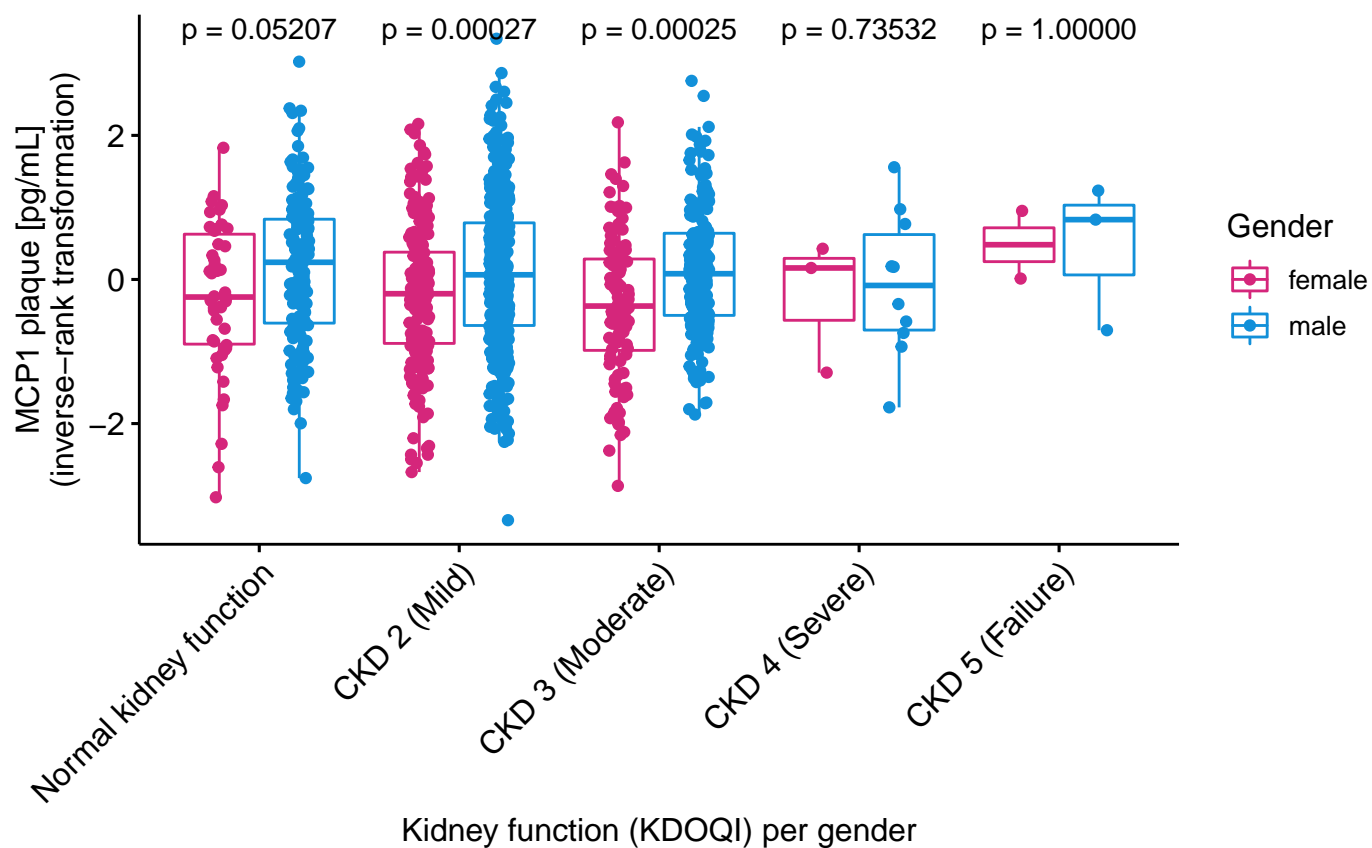 p = 0.05207 p = 0.00027 p = 0.00025 p = 0.73532 p = 1.00000
MCP1 plaque [pg/mL]
(inverse−rank transformation)
2
0
−2
Gender
female
male
Normal kidney function
CKD 2 (Mild)
CKD 3 (Moderate)
CKD 4 (Severe)
CKD 5 (Failure)
Kidney function (KDOQI) per gender